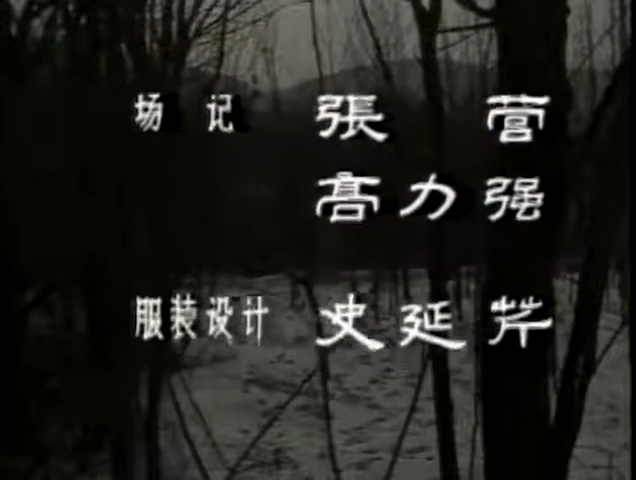 场记 張营
高力强
服装设计 史延芹